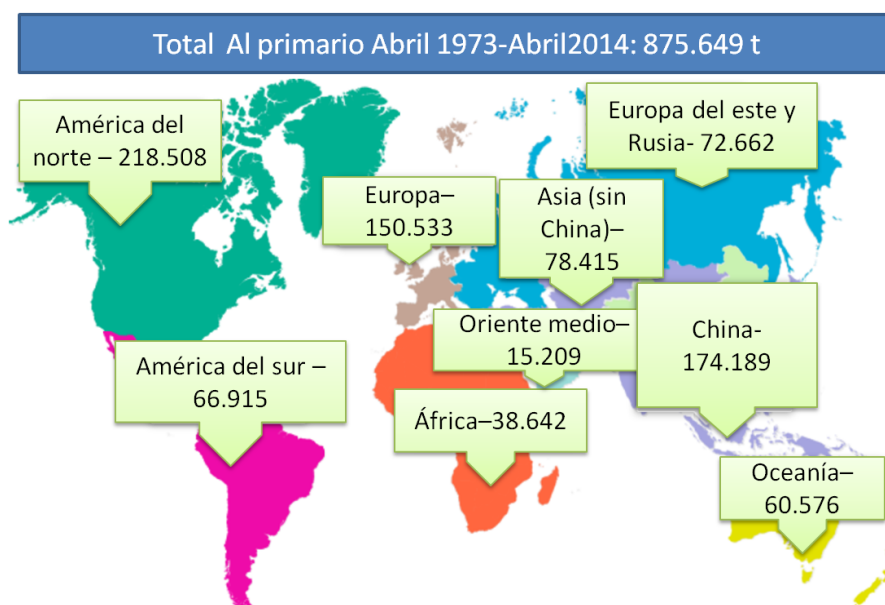 Total Al primario Abril 1973-Abril2014: 875.649 t
América del
norte – 218.508
Europa del este y
Rusia- 72.662
Europa–
150.533
Asia (sin
China)–
78.415
Oriente medio–
15.209
China-
174.189
América del sur –
66.915
África–38.642
Oceanía–
60.576